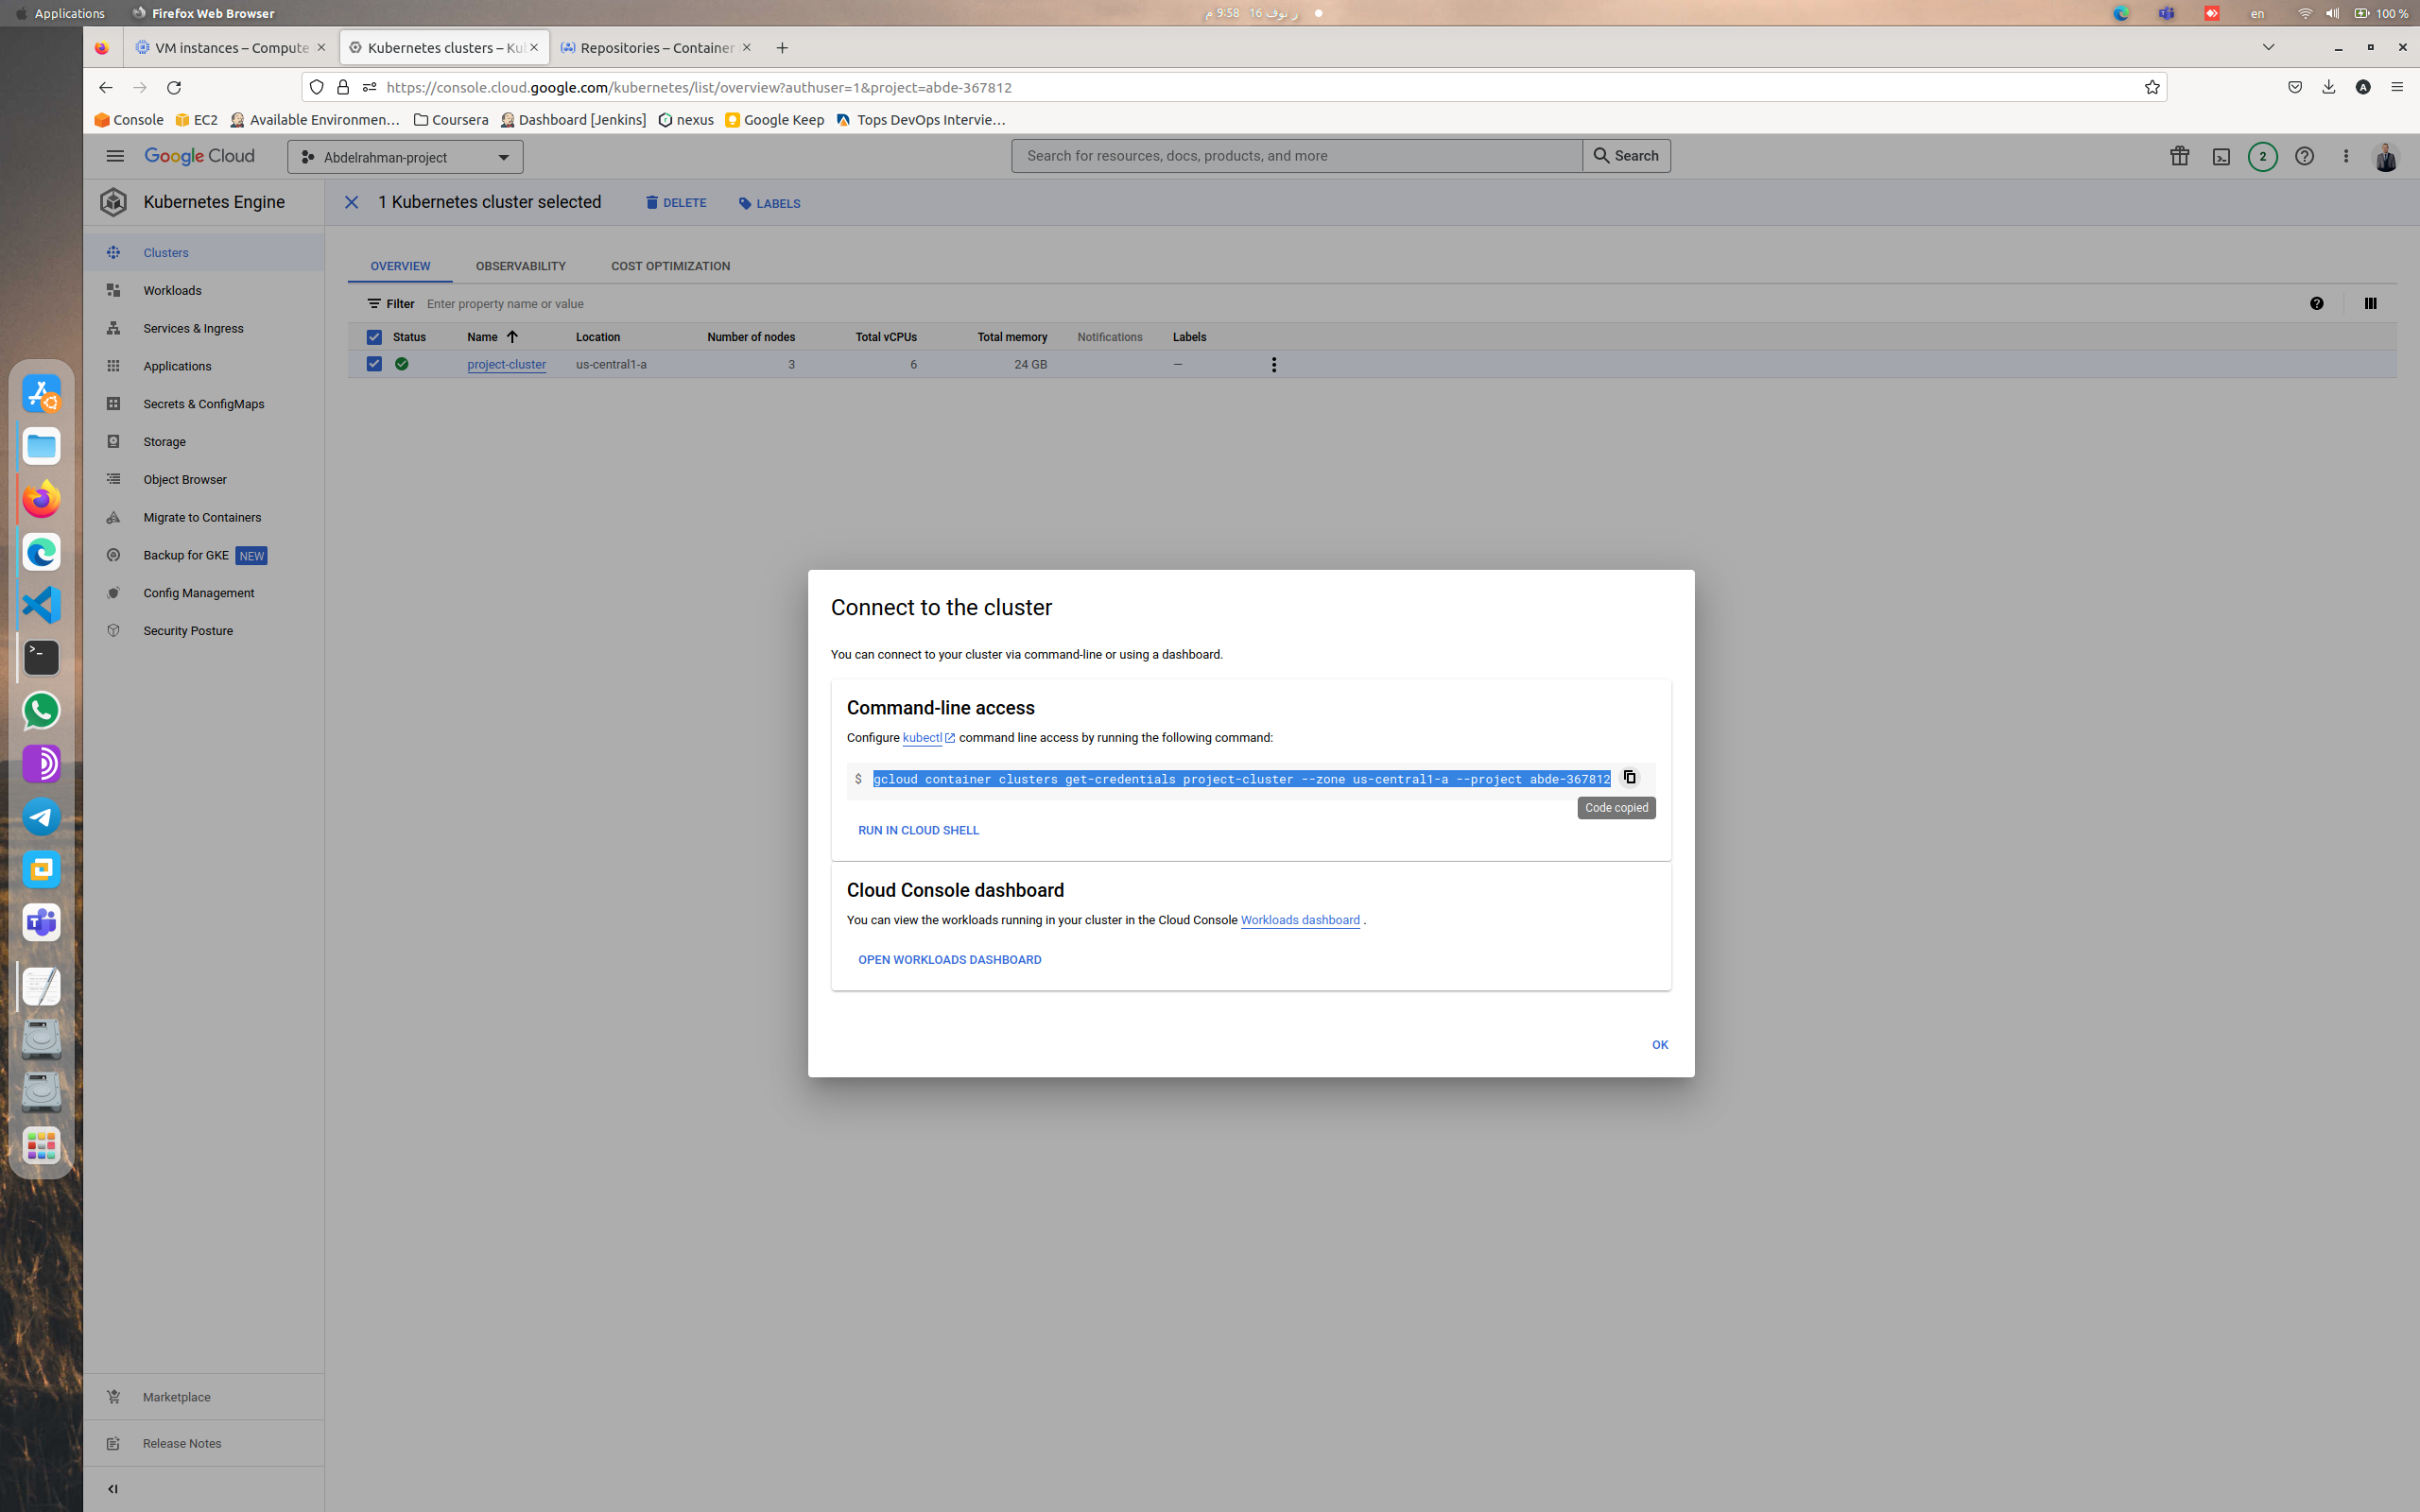 Applications
Firefox Web Browser
ر نوف 16 9:58 م
en
100 %
VM instances – Compute
Kubernetes clusters – Ku
Repositories – Container
https://console.cloud.google.com/kubernetes/list/overview?authuser=1&project=abde-367812
A
Console
EC2
Available Environmen…
Coursera
Dashboard [Jenkins]
nexus
Google Keep
Tops DevOps Intervie…
Google Cloud
Abdelrahman-project
Search for resources, docs, products, and more
Search
2
Kubernetes Engine
1 Kubernetes cluster selected
DELETE
LABELS
Clusters
Workloads
Services & Ingress
Applications
Secrets & ConfigMaps
Storage
Object Browser
Migrate to Containers
Backup for GKE NEW
Config Management
Security Posture
OVERVIEW
OBSERVABILITY
COST OPTIMIZATION
Filter Enter property name or value
Status Name Location Number of nodes Total vCPUs Total memory Notifications Labels
project-cluster us-central1-a 3 6 24 GB —
Connect to the cluster
You can connect to your cluster via command-line or using a dashboard.
Command-line access
Configure kubectl command line access by running the following command:
$ gcloud container clusters get-credentials project-cluster --zone us-central1-a --project abde-367812
Code copied
RUN IN CLOUD SHELL
Cloud Console dashboard
You can view the workloads running in your cluster in the Cloud Console Workloads dashboard .
OPEN WORKLOADS DASHBOARD
OK
Marketplace
Release Notes